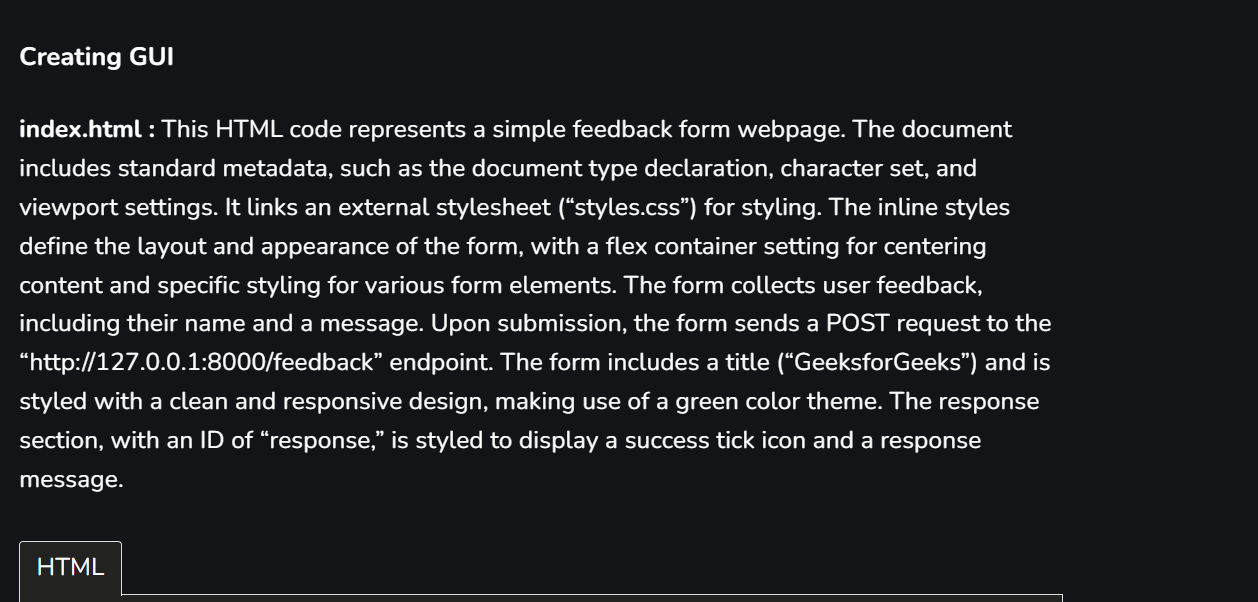 Creating GUI
index.html : This HTML code represents a simple feedback form webpage. The document
includes standard metadata, such as the document type declaration, character set, and
viewport settings. It links an external stylesheet (“styles.css”) for styling. The inline styles
define the layout and appearance of the form, with a flex container setting for centering
content and specific styling for various form elements. The form collects user feedback,
including their name and a message. Upon submission, the form sends a POST request to the
“http://127.0.0.1:8000/feedback” endpoint. The form includes a title (“GeeksforGeeks”) and is
styled with a clean and responsive design, making use of a green color theme. The response
section, with an ID of “response,” is styled to display a success tick icon and a response
message.
HTML